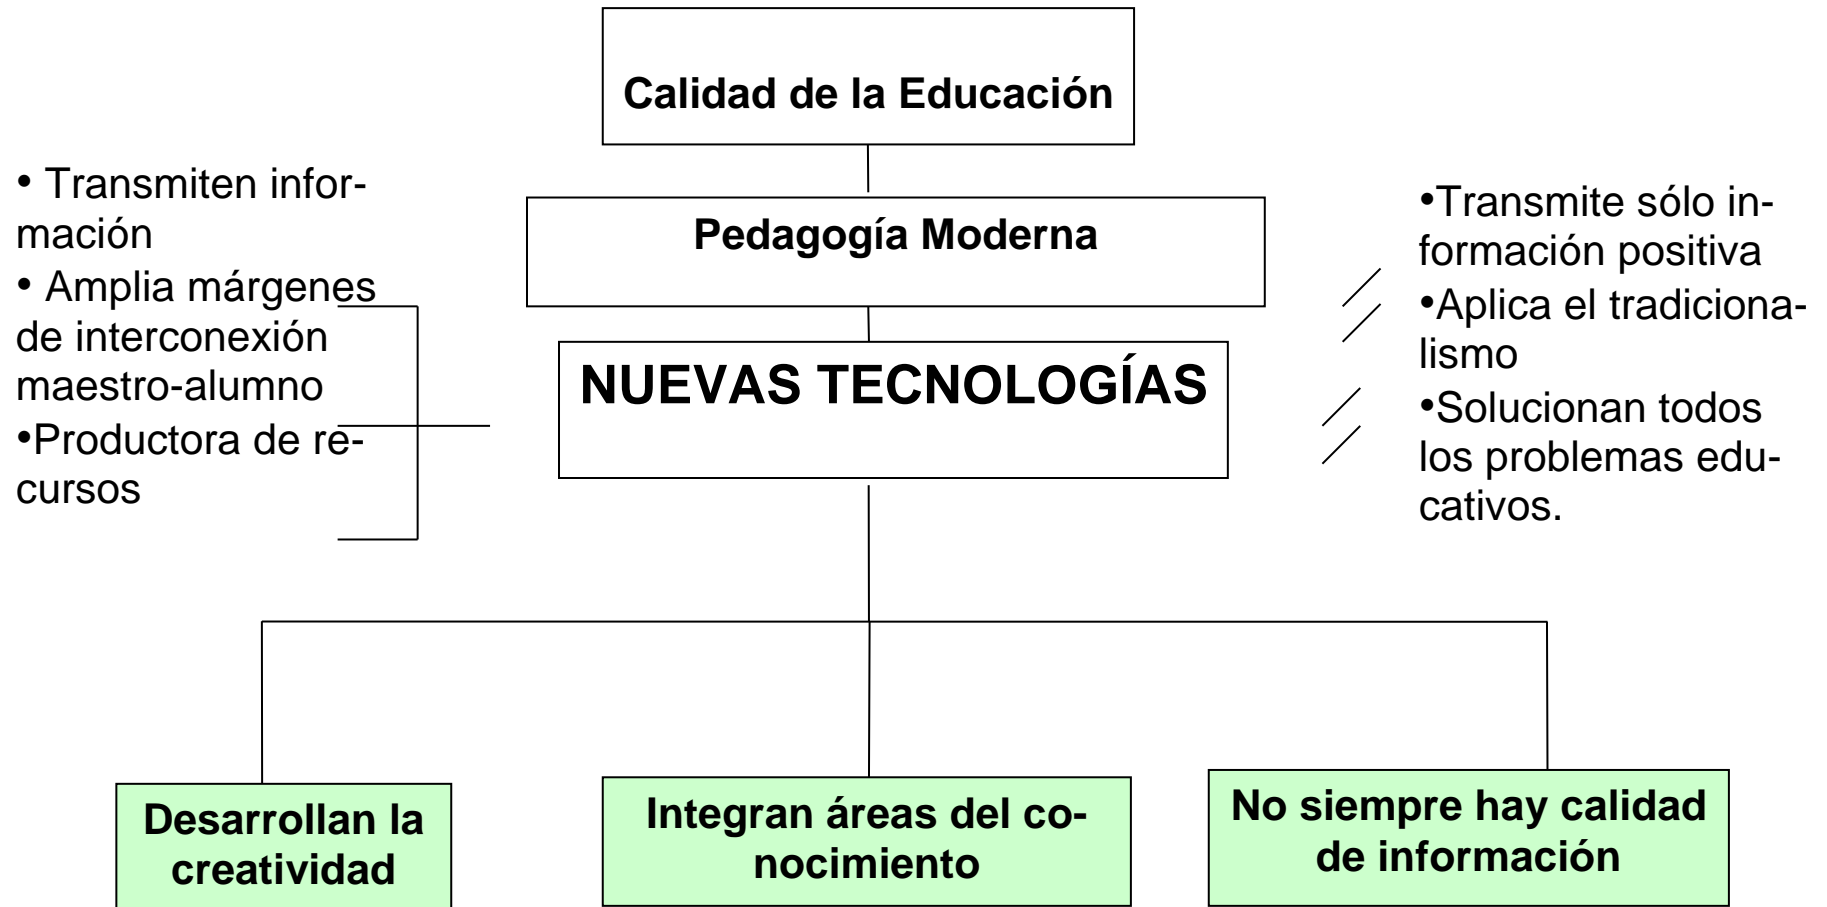 Calidad de la Educación
Pedagogía Moderna
NUEVAS TECNOLOGÍAS
• Transmiten infor-
mación
• Amplia márgenes
de interconexión
maestro-alumno
•Productora de re-
cursos
•Transmite sólo in-
formación positiva
•Aplica el tradiciona-
lismo
•Solucionan todos
los problemas edu-
cativos.
Desarrollan la
creatividad
Integran áreas del co-
nocimiento
No siempre hay calidad
de información